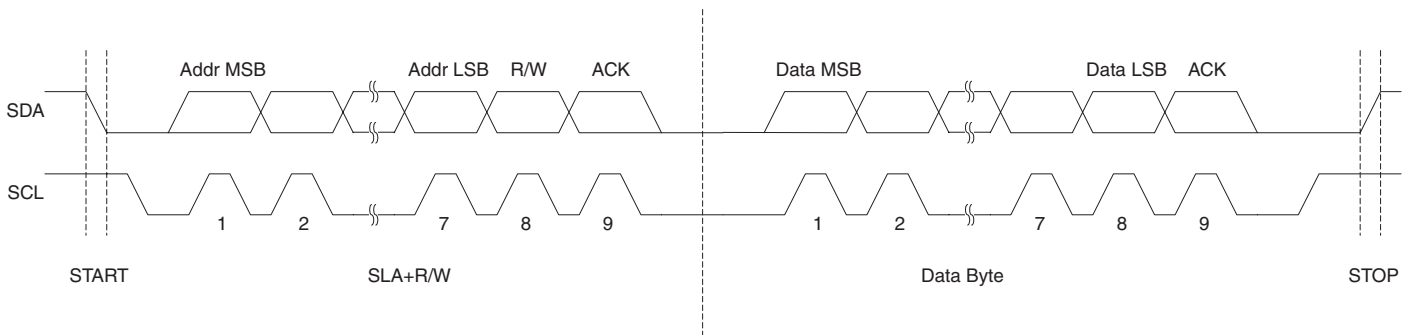 Addr MSB Addr LSB R/W ACK Data MSB Data LSB ACK
SDA
SCL
1 2 7 8 9 1 2 7 8 9
START SLA+R/W Data Byte STOP